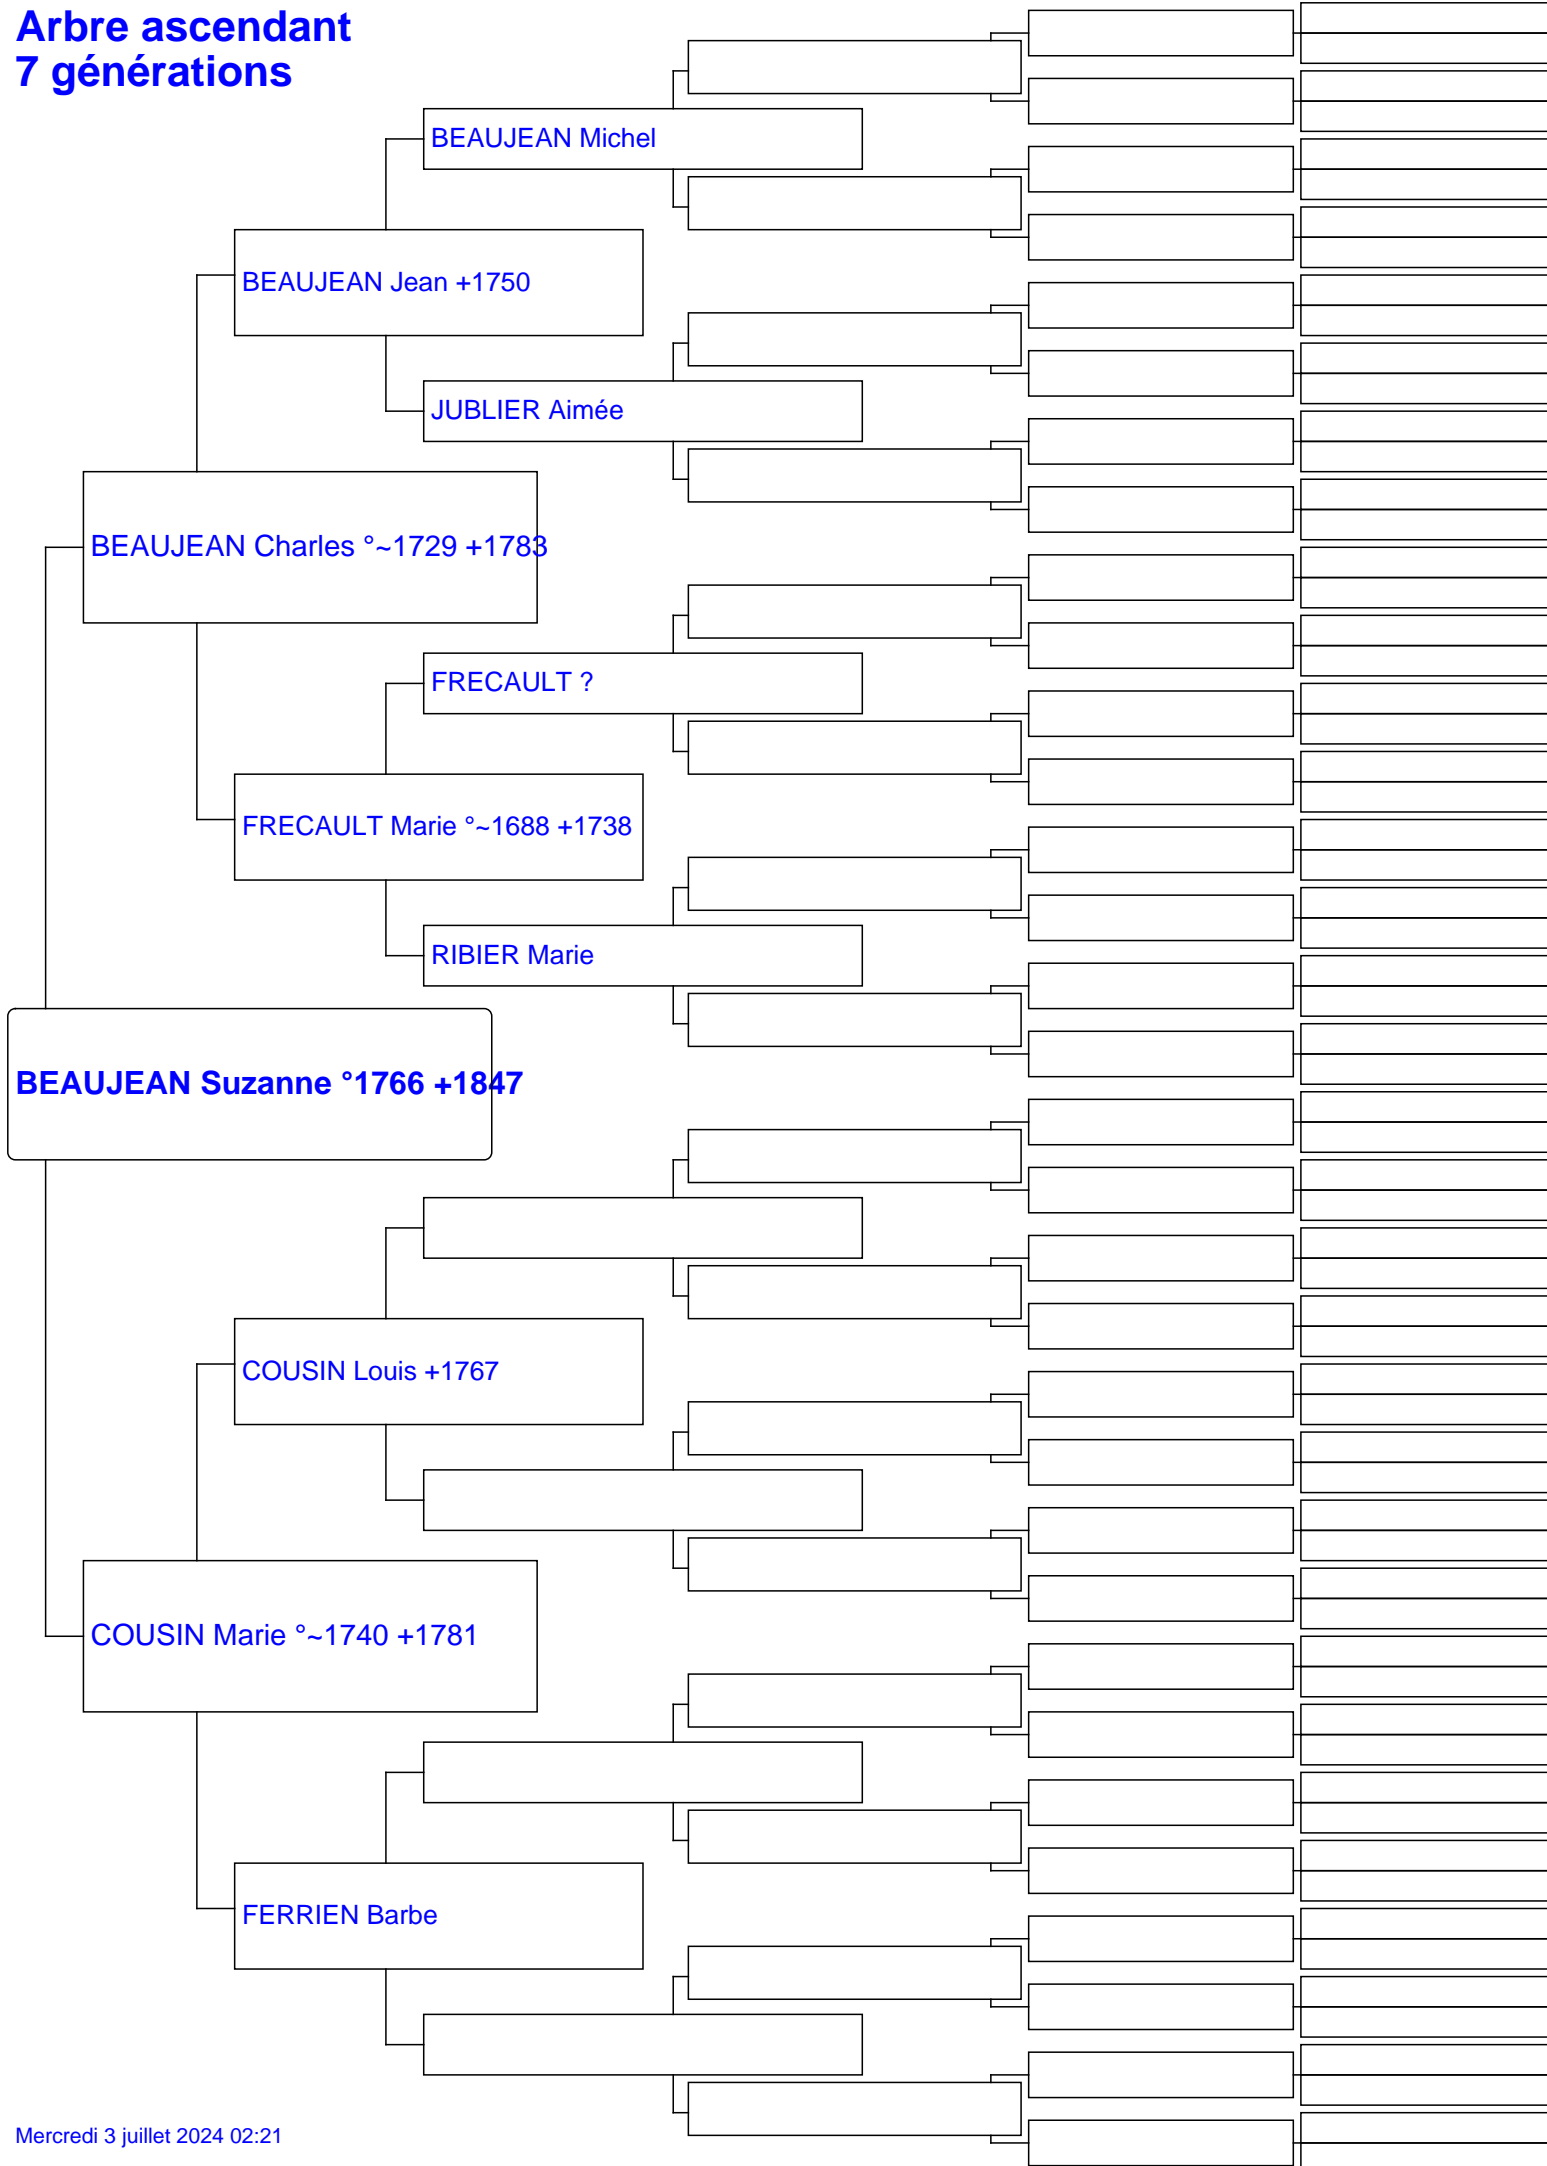 Arbre ascendant
7 générations
BEAUJEAN Michel
BEAUJEAN Jean +1750
JUBLIER Aimée
BEAUJEAN Charles °~1729 +1783
FRECAULT ?
FRECAULT Marie °~1688 +1738
RIBIER Marie
BEAUJEAN Suzanne °1766 +1847
COUSIN Louis +1767
COUSIN Marie °~1740 +1781
FERRIEN Barbe
Mercredi 3 juillet 2024 02:21